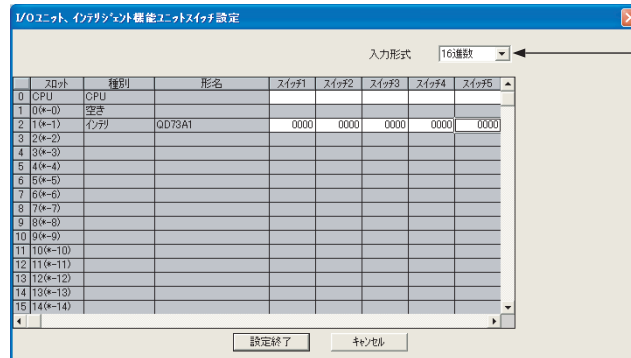 I/Oユニット、インテリジェント機能ユニットスイッチ設定
入力形式 16進数
スロット 種別 形名 スイッチ1 スイッチ2 スイッチ3 スイッチ4 スイッチ5
0 CPU CPU
1 0(*-0) 空き
2 1(*-1) インテリ QD73A1 0000 0000 0000 0000 0000
3 2(*-2)
4 3(*-3)
5 4(*-4)
6 5(*-5)
7 6(*-6)
8 7(*-7)
9 8(*-8)
10 9(*-9)
11 10(*-10)
12 11(*-11)
13 12(*-12)
14 13(*-13)
15 14(*-14)
設定終了 キャンセル